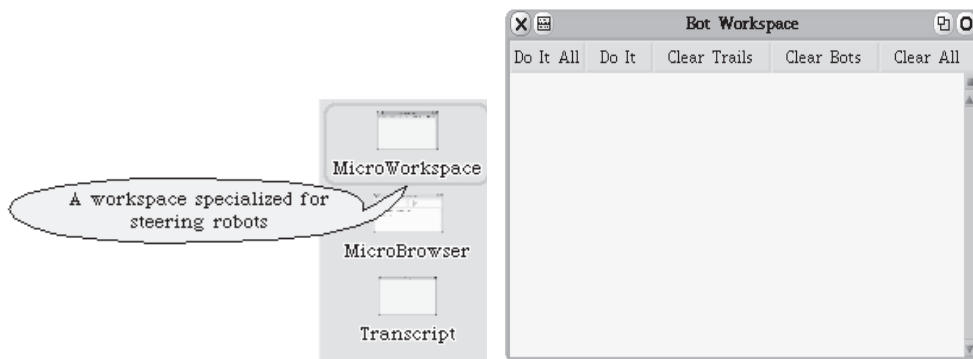 MicroWorkspace
A workspace specialized for
steering robots
MicroBrowser
Transcript
Bot Workspace
Do It All Do It Clear Trails Clear Bots Clear All